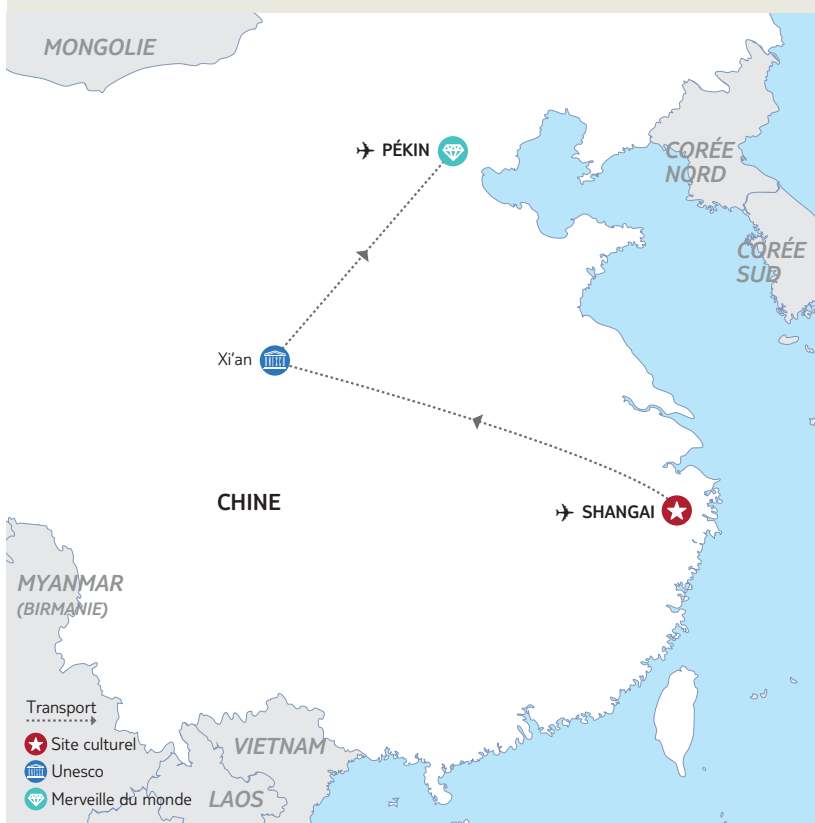 MONGOLIE
PÉKIN
CORÉE
NORD
CORÉE
SUD
Xi'an
CHINE
SHANGAI
MYANMAR
(BIRMANIE)
Transport
Site culturel
VIETNAM
Unesco
Merveille du monde
LAOS